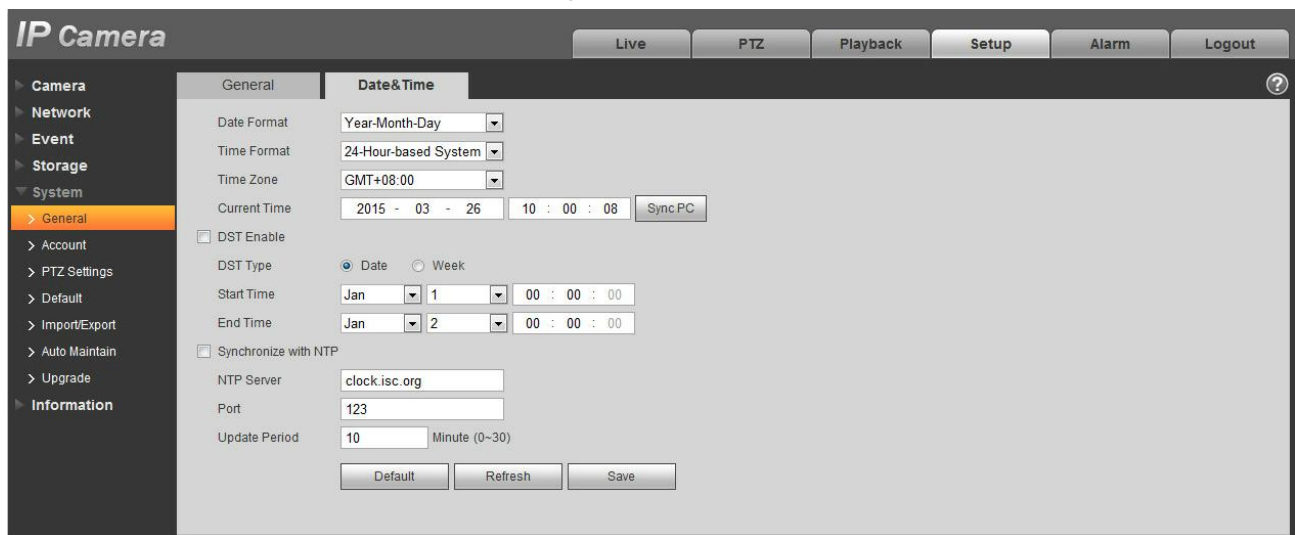 IP Camera
Live PTZ Playback Setup Alarm Logout
Camera
Network
Event
Storage
System
General
Account
PTZ Settings
Default
Import/Export
Auto Maintain
Upgrade
Information
General Date&Time ?
Date Format Year-Month-Day
Time Format 24-Hour-based System
Time Zone GMT+08:00
Current Time 2015 - 03 - 26 10 : 00 : 08 Sync PC
DST Enable
DST Type Date Week
Start Time Jan 1 00 : 00 : 00
End Time Jan 2 00 : 00 : 00
Synchronize with NTP
NTP Server clock.isc.org
Port 123
Update Period 10 Minute (0~30)
Default Refresh Save